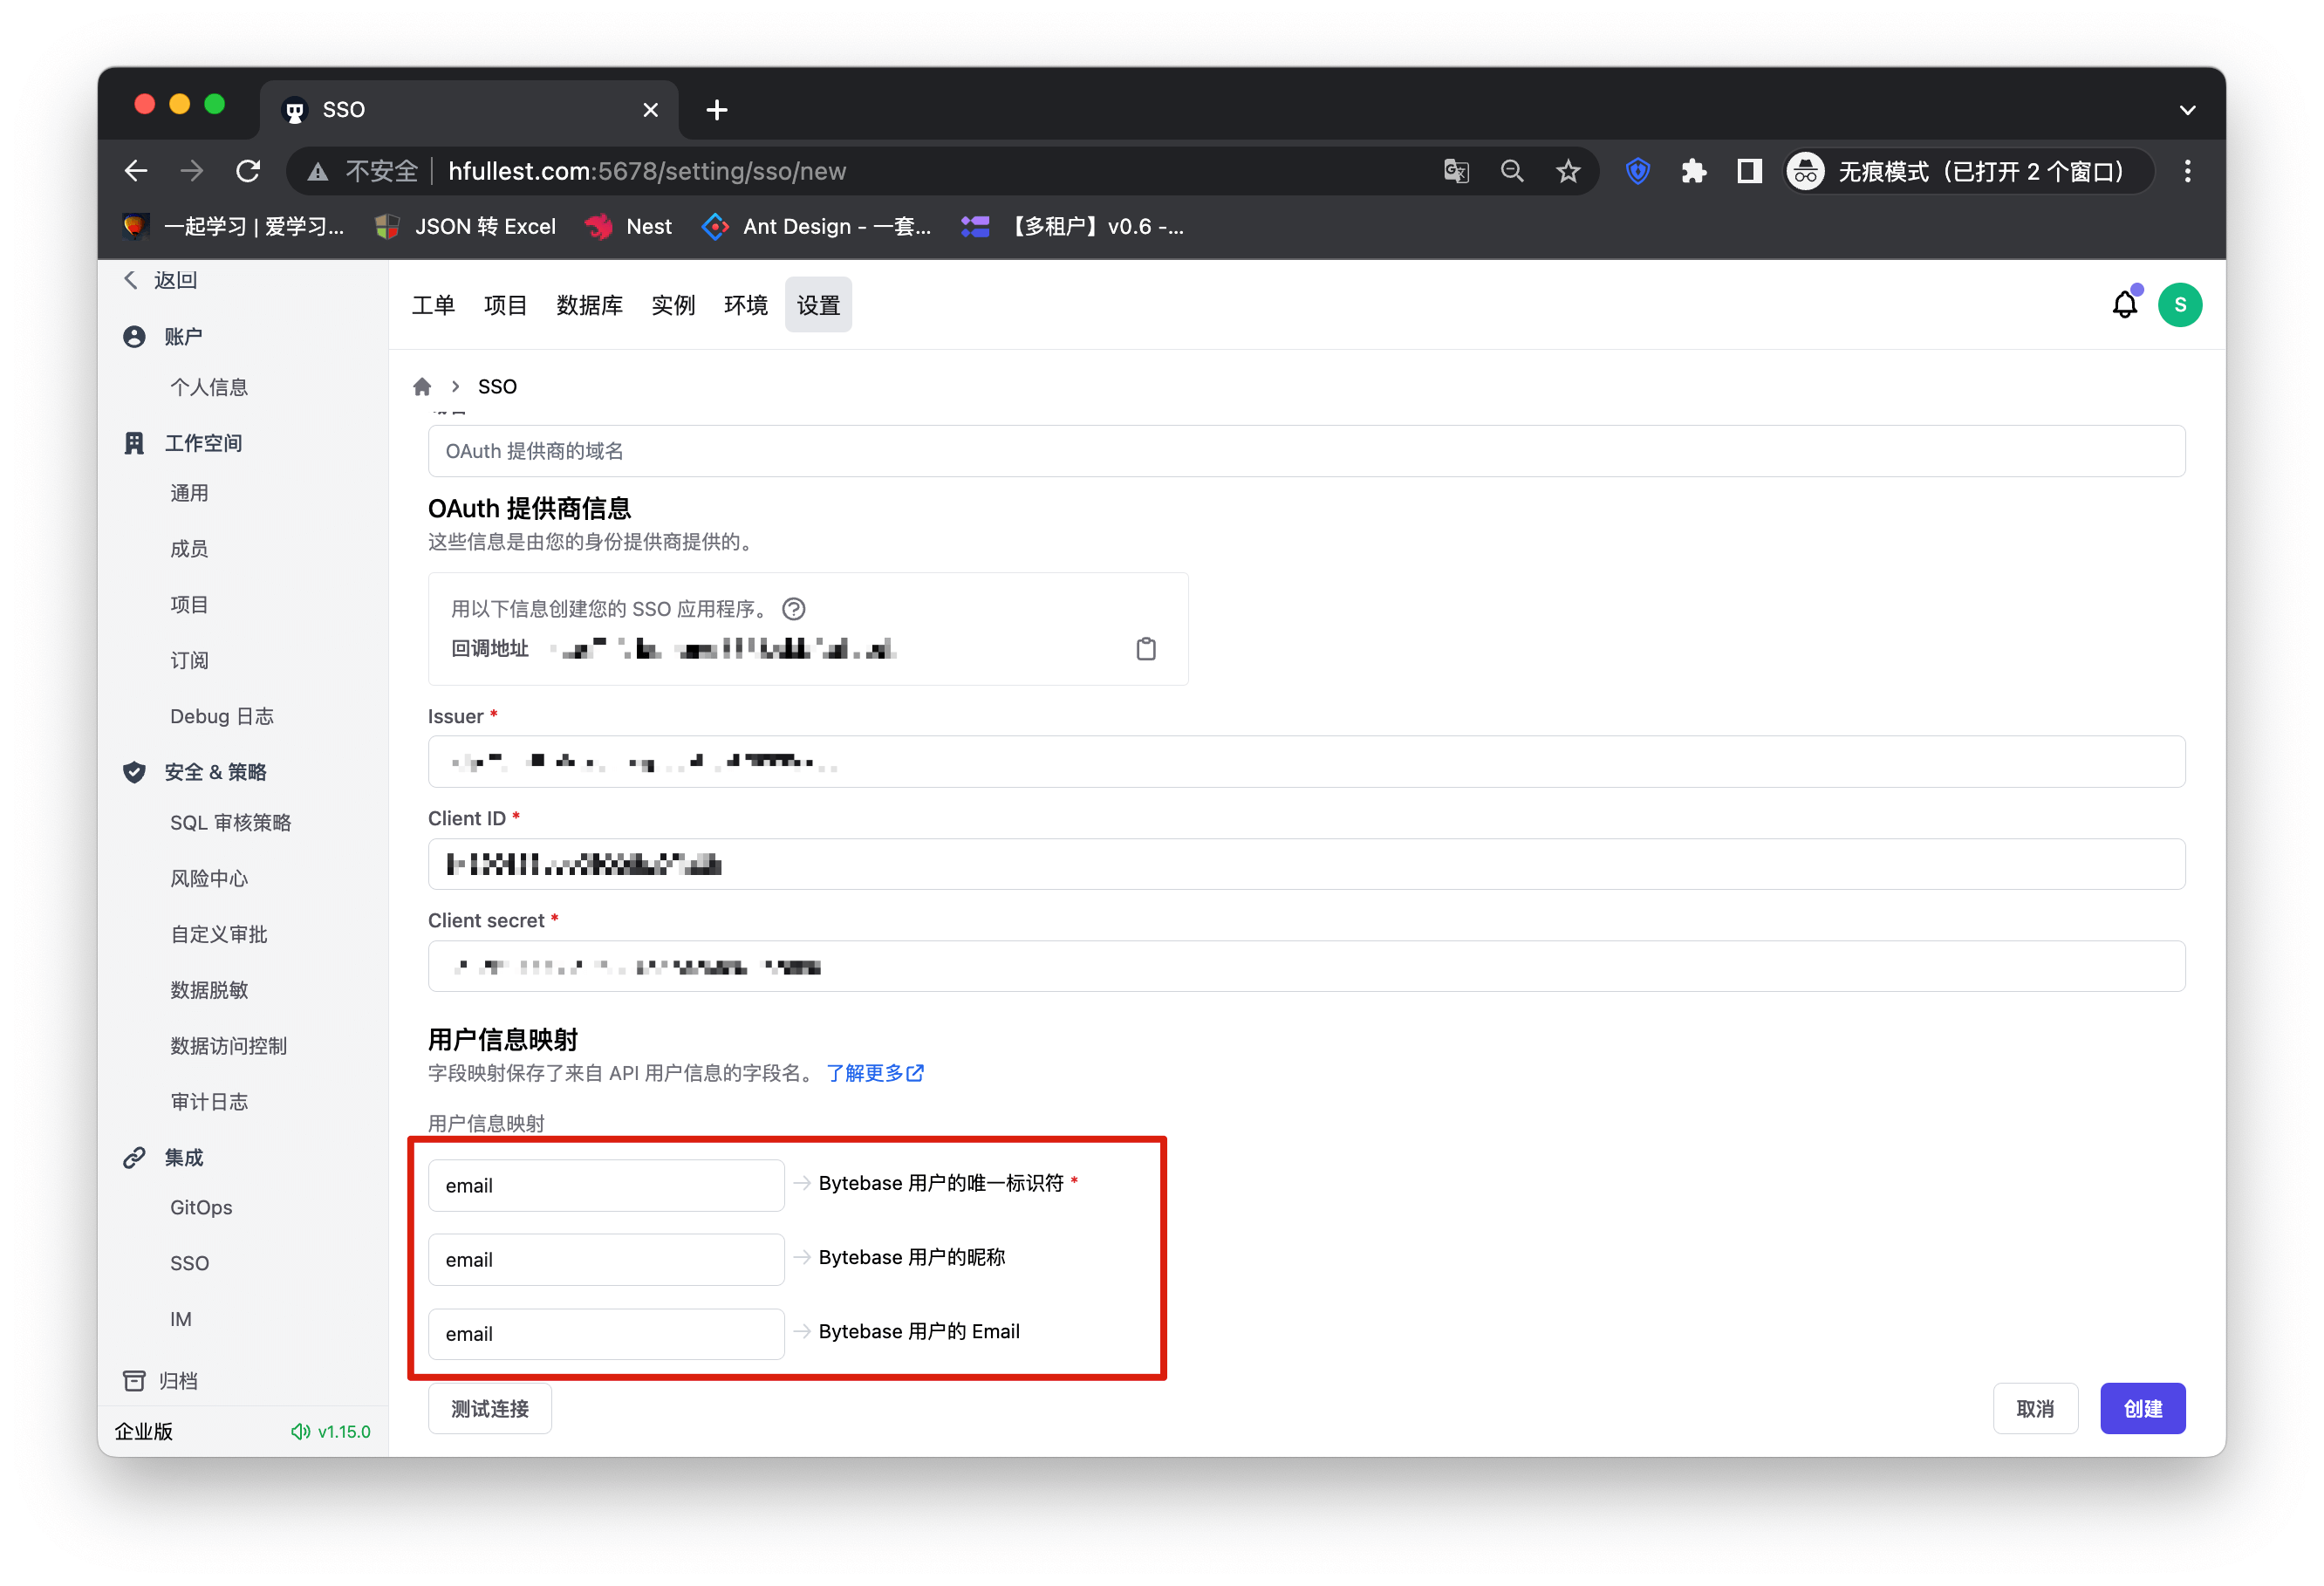 SSO
不安全 hfullest.com:5678/setting/sso/new 无痕模式（已打开 2 个窗口）
一起学习 | 爱学习... JSON 转 Excel Nest Ant Design - 一套... 【多租户】v0.6 -...
返回
账户
个人信息
工作空间
通用
成员
项目
订阅
Debug 日志
安全 & 策略
SQL 审核策略
风险中心
自定义审批
数据脱敏
数据访问控制
审计日志
集成
GitOps
SSO
IM
归档
企业版 v1.15.0
工单 项目 数据库 实例 环境 设置 S
SSO
OAuth 提供商的域名
OAuth 提供商信息
这些信息是由您的身份提供商提供的。
用以下信息创建您的 SSO 应用程序。
回调地址
Issuer *
Client ID *
Client secret *
用户信息映射
字段映射保存了来自 API 用户信息的字段名。 了解更多
用户信息映射
email → Bytebase 用户的唯一标识符 *
email → Bytebase 用户的昵称
email → Bytebase 用户的 Email
测试连接 取消 创建